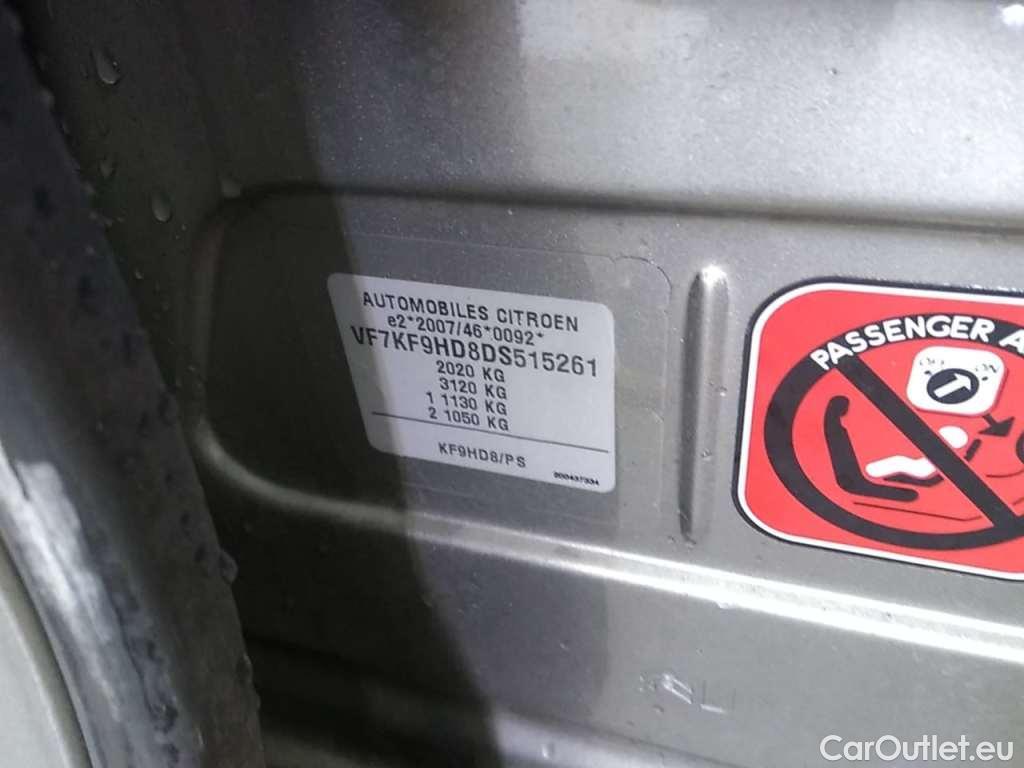 AUTOMOBILES CITROEN
e2*2007/46*0092*
VF7KF9HD8DS515261
2020 KG
3120 KG
1 1130 KG
2 1050 KG
KF9HD8/PS
PASSENGER
ON
CarOutlet.eu